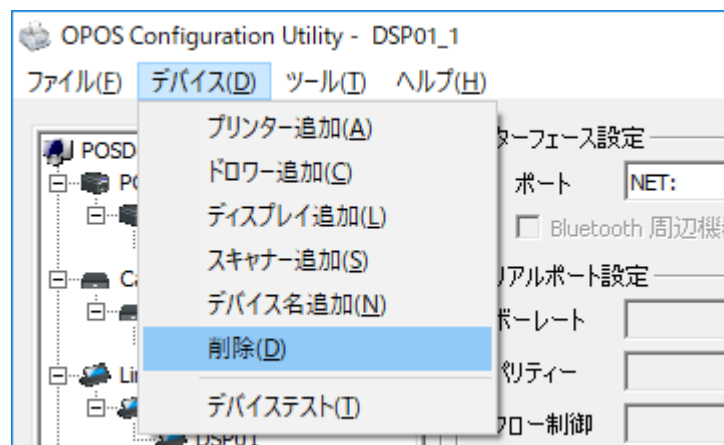 OPOS Configuration Utility - DSP01_1
ファイル(F) デバイス(D) ツール(T) ヘルプ(H)
プリンター追加(A)
ドロワー追加(C)
ディスプレイ追加(L)
スキャナー追加(S)
デバイス名追加(N)
削除(D)
デバイステスト(T)
POSD
PO
Ca
Li
DSP01
ターフェース設定
ポート NET:
Bluetooth 周辺機
リアルポート設定
ボーレート
パリティー
フロー制御